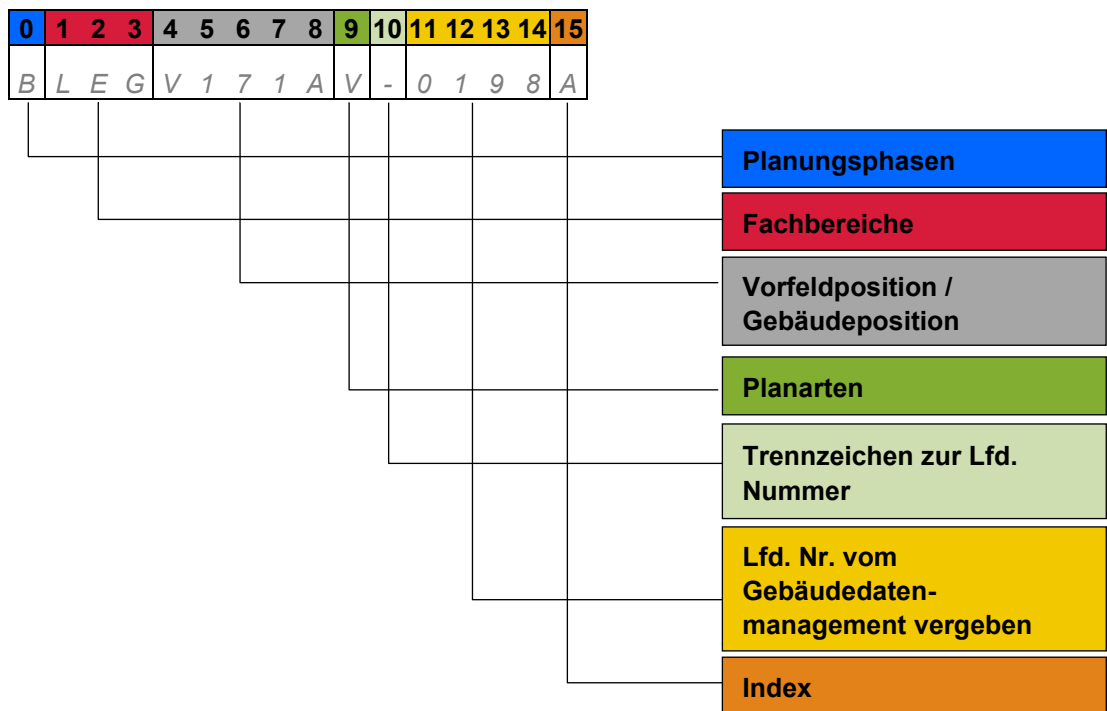 0 1 2 3 4 5 6 7 8 9 10 11 12 13 14 15
B L E G V 1 7 1 A V - 0 1 9 8 A
Planungsphasen
Fachbereiche
Vorfeldposition /
Gebäudeposition
Planarten
Trennzeichen zur Lfd.
Nummer
Lfd. Nr. vom
Gebäudedaten-
management vergeben
Index